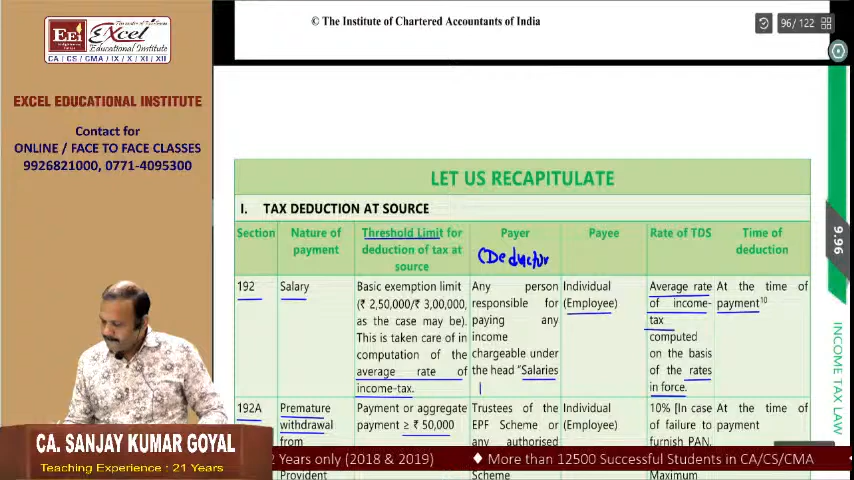 © The Institute of Chartered Accountants of India
96 / 122
EEi
Excel
Educational Institute
CA / CS / CMA / IX / X / XI / XII
EXCEL EDUCATIONAL INSTITUTE
Contact for
ONLINE / FACE TO FACE CLASSES
9926821000, 0771-4095300
LET US RECAPITULATE
I. TAX DEDUCTION AT SOURCE
Section
Nature of
payment
Threshold Limit for
deduction of tax at
source
Payer
(Deductor
Payee
Rate of TDS
Time of
deduction
192
Salary
Basic exemption limit
(₹ 2,50,000/₹ 3,00,000,
as the case may be).
This is taken care of in
computation of the
average rate of
income-tax.
Any person
responsible for
paying any
income
chargeable under
the head "Salaries
Individual
(Employee)
Average rate
of income-
tax
computed
on the basis
of the rates
in force.
At the time of
payment¹⁰
192A
Premature
withdrawal
from
Provident
Payment or aggregate
payment ≥ ₹ 50,000
Trustees of the
EPF Scheme or
any authorised
Scheme
Individual
(Employee)
10% [In case
of failure to
furnish PAN,
Maximum
At the time of
payment
9.96
INCOME TAX LAW
CA. SANJAY KUMAR GOYAL
Teaching Experience : 21 Years
2 Years only (2018 & 2019) ♦ More than 12500 Successful Students in CA/CS/CMA